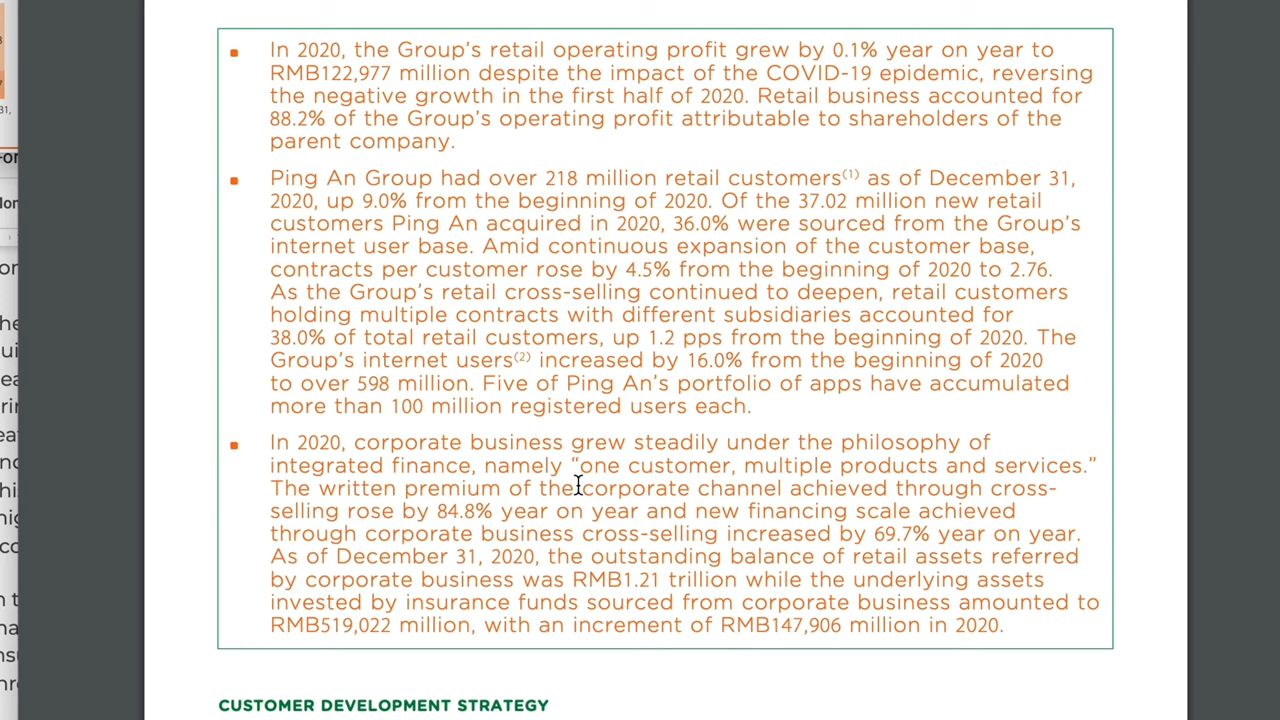 In 2020, the Group's retail operating profit grew by 0.1% year on year to
RMB122,977 million despite the impact of the COVID-19 epidemic, reversing
the negative growth in the first half of 2020. Retail business accounted for
88.2% of the Group's operating profit attributable to shareholders of the
parent company.
Ping An Group had over 218 million retail customers(1) as of December 31,
2020, up 9.0% from the beginning of 2020. Of the 37.02 million new retail
customers Ping An acquired in 2020, 36.0% were sourced from the Group's
internet user base. Amid continuous expansion of the customer base,
contracts per customer rose by 4.5% from the beginning of 2020 to 2.76.
As the Group's retail cross-selling continued to deepen, retail customers
holding multiple contracts with different subsidiaries accounted for
38.0% of total retail customers, up 1.2 pps from the beginning of 2020. The
Group's internet users(2) increased by 16.0% from the beginning of 2020
to over 598 million. Five of Ping An's portfolio of apps have accumulated
more than 100 million registered users each.
In 2020, corporate business grew steadily under the philosophy of
integrated finance, namely “one customer, multiple products and services.”
The written premium of the corporate channel achieved through cross-
selling rose by 84.8% year on year and new financing scale achieved
through corporate business cross-selling increased by 69.7% year on year.
As of December 31, 2020, the outstanding balance of retail assets referred
by corporate business was RMB1.21 trillion while the underlying assets
invested by insurance funds sourced from corporate business amounted to
RMB519,022 million, with an increment of RMB147,906 million in 2020.
CUSTOMER DEVELOPMENT STRATEGY